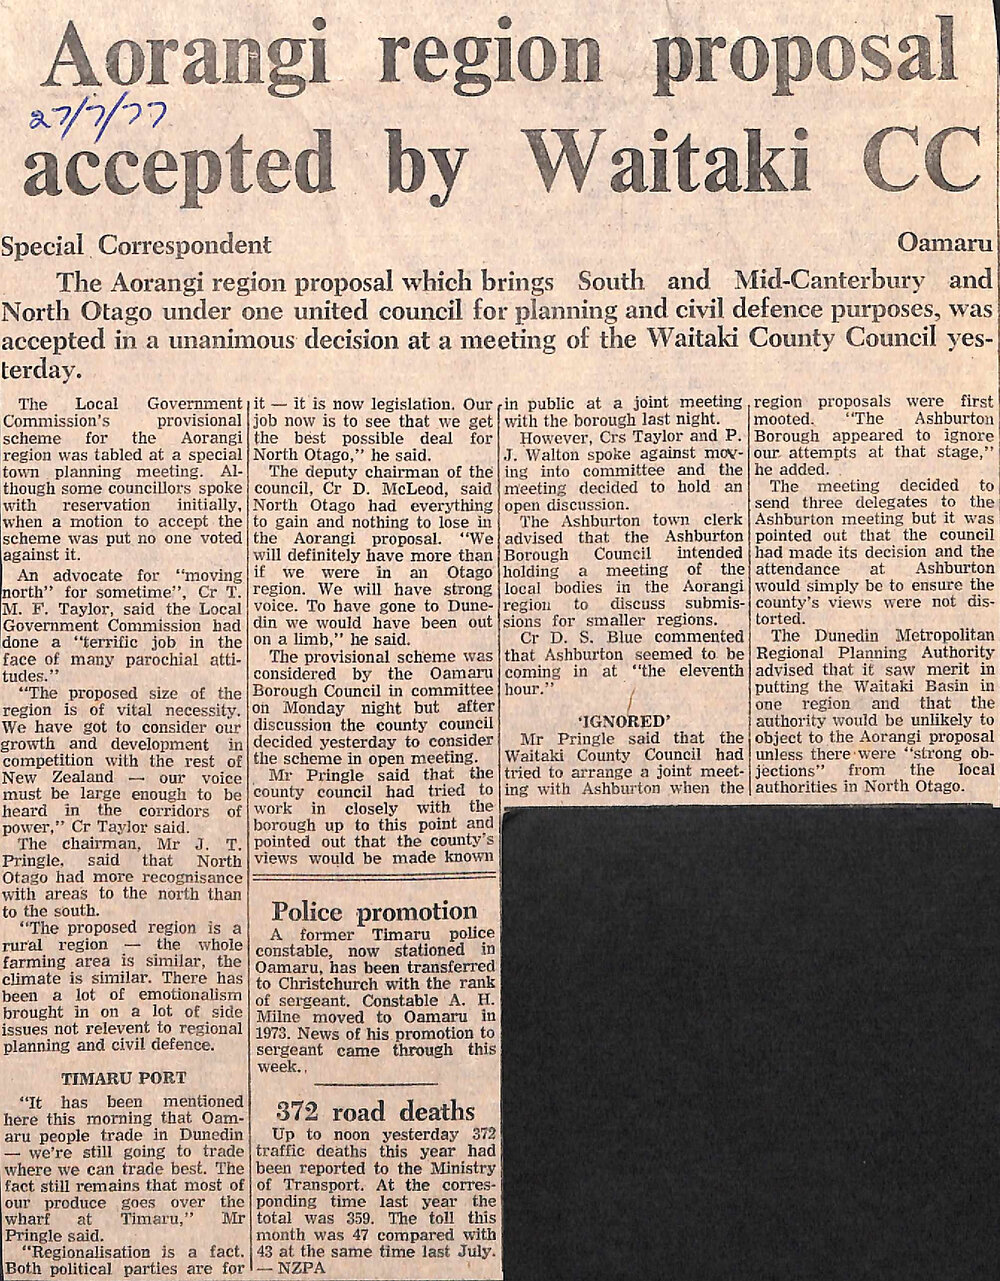 Aorangi region proposal
27/7/77
accepted by Waitaki CC
Special Correspondent
Oamaru
The Aorangi region proposal which brings South and Mid-Canterbury and
North Otago under one united council for planning and civil defence purposes, was
accepted in a unanimous decision at a meeting of the Waitaki County Council yes-
terday.
The Local Government
Commission's provisional
scheme for the Aorangi
region was tabled at a special
town planning meeting. Al-
though some councillors spoke
with reservation initially,
when a motion to accept the
scheme was put no one voted
against it.
An advocate for "moving
north" for sometime", Cr T.
M. F. Taylor, said the Local
Government Commission had
done a "terrific job in the
face of many parochial atti-
tudes."
"The proposed size of the
region is of vital necessity.
We have got to consider our
growth and development in
competition with the rest of
New Zealand — our voice
must be large enough to be
heard in the corridors of
power," Cr Taylor said.
The chairman, Mr J. T.
Pringle, said that North
Otago had more recognisance
with areas to the north than
to the south.
"The proposed region is a
rural region — the whole
farming area is similar, the
climate is similar. There has
been a lot of emotionalism
brought in on a lot of side
issues not relevent to regional
planning and civil defence.
TIMARU PORT
"It has been mentioned
here this morning that Oam-
aru people trade in Dunedin
— we're still going to trade
where we can trade best. The
fact still remains that most of
our produce goes over the
wharf at Timaru," Mr
Pringle said.
"Regionalisation is a fact.
Both political parties are for
it — it is now legislation. Our
job now is to see that we get
the best possible deal for
North Otago," he said.
The deputy chairman of the
council, Cr D. McLeod, said
North Otago had everything
to gain and nothing to lose in
the Aorangi proposal. "We
will definitely have more than
if we were in an Otago
region. We will have strong
voice. To have gone to Dune-
din we would have been out
on a limb," he said.
The provisional scheme was
considered by the Oamaru
Borough Council in committee
on Monday night but after
discussion the county council
decided yesterday to consider
the scheme in open meeting.
Mr Pringle said that the
county council had tried to
work in closely with the
borough up to this point and
pointed out that the county's
views would be made known
in public at a joint meeting
with the borough last night.
However, Crs Taylor and P.
J. Walton spoke against mov-
ing into committee and the
meeting decided to hold an
open discussion.
The Ashburton town clerk
advised that the Ashburton
Borough Council intended
holding a meeting of the
local bodies in the Aorangi
region to discuss submis-
sions for smaller regions.
Cr D. S. Blue commented
that Ashburton seemed to be
coming in at "the eleventh
hour."
'IGNORED'
Mr Pringle said that the
Waitaki County Council had
tried to arrange a joint meet-
ing with Ashburton when the
region proposals were first
mooted. "The Ashburton
Borough appeared to ignore
our attempts at that stage,"
he added.
The meeting decided to
send three delegates to the
Ashburton meeting but it was
pointed out that the council
had made its decision and the
attendance at Ashburton
would simply be to ensure the
county's views were not dis-
torted.
The Dunedin Metropolitan
Regional Planning Authority
advised that it saw merit in
putting the Waitaki Basin in
one region and that the
authority would be unlikely to
object to the Aorangi proposal
unless there were "strong ob-
jections" from the local
authorities in North Otago.
Police promotion
A former Timaru police
constable, now stationed in
Oamaru, has been transferred
to Christchurch with the rank
of sergeant. Constable A. H.
Milne moved to Oamaru in
1973. News of his promotion to
sergeant came through this
week.
372 road deaths
Up to noon yesterday 372
traffic deaths this year had
been reported to the Ministry
of Transport. At the corres-
ponding time last year the
total was 359. The toll this
month was 47 compared with
43 at the same time last July.
— NZPA